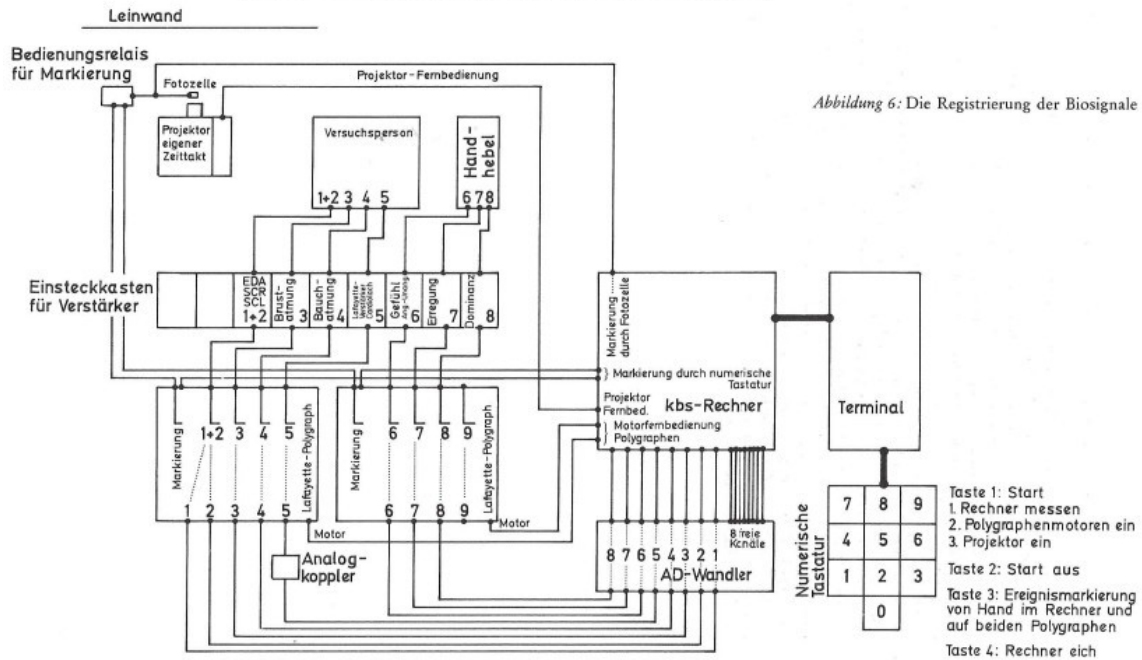 Leinwand
Bedienungsrelais
für Markierung
Fotozelle
Projektor-Fernbedienung
Abbildung 6: Die Registrierung der Biosignale
Projektor
eigener
Zeittakt
Versuchsperson
1+2 3 4 5
Hand-
hebel
6 7 8
Einsteckkasten
für Verstärker
EDA
SCR
SCL
1+2
Brust-
atmung
3
Bauch-
atmung
4
Lafayette-
Verstärker
5
Gefühl
6
Erregung
7
Dominanz
8
Markierung
durch Fotozelle
} Markierung durch numerische
Tastatur
Projektor
Fernbed.
kbs-Rechner
} Motorfernbedienung
Polygraphen
Terminal
Markierung
1+2 3 4 5
Lafayette-Polygraph
1 2 3 4 5
Motor
Markierung
6 7 8 9
Lafayette-Polygraph
6 7 8 9
Motor
Analog-
koppler
8 freie
Kanäle
8 7 6 5 4 3 2 1
AD-Wandler
Numerische
Tastatur
7 8 9
4 5 6
1 2 3
0
Taste 1: Start
1. Rechner messen
2. Polygraphenmotoren ein
3. Projektor ein
Taste 2: Start aus
Taste 3: Ereignismarkierung
von Hand im Rechner und
auf beiden Polygraphen
Taste 4: Rechner eich